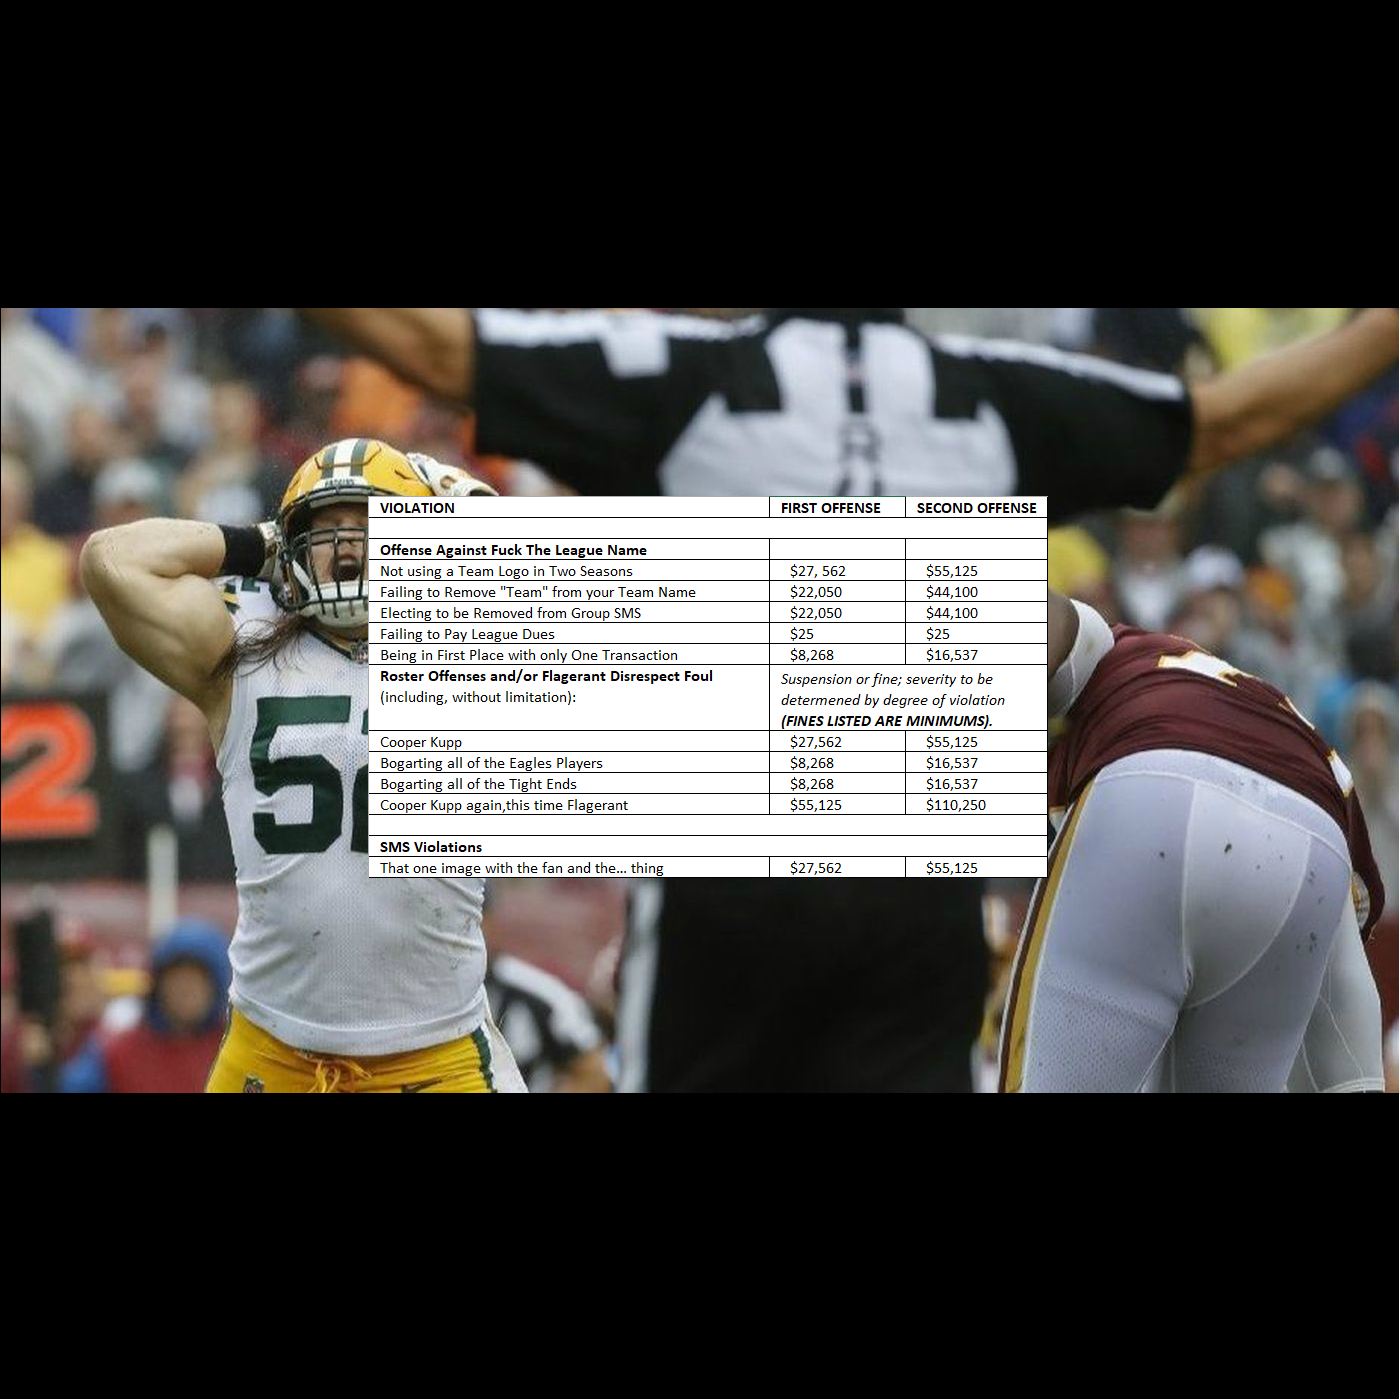 VIOLATION FIRST OFFENSE SECOND OFFENSE
Offense Against Fuck The League Name
Not using a Team Logo in Two Seasons $27, 562 $55,125
Failing to Remove "Team" from your Team Name $22,050 $44,100
Electing to be Removed from Group SMS $22,050 $44,100
Failing to Pay League Dues $25 $25
Being in First Place with only One Transaction $8,268 $16,537
Roster Offenses and/or Flagerant Disrespect Foul
(including, without limitation):
Suspension or fine; severity to be
determened by degree of violation
(FINES LISTED ARE MINIMUMS).
Cooper Kupp $27,562 $55,125
Bogarting all of the Eagles Players $8,268 $16,537
Bogarting all of the Tight Ends $8,268 $16,537
Cooper Kupp again,this time Flagerant $55,125 $110,250
SMS Violations
That one image with the fan and the... thing $27,562 $55,125
PACKERS
52
2